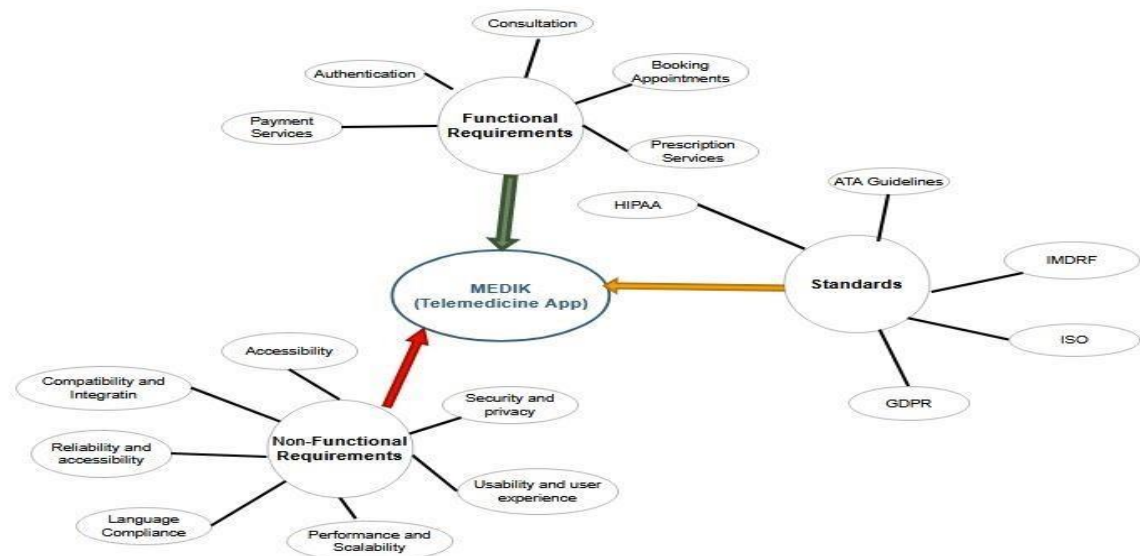 Consultation
Authentication
Booking
Appointments
Payment
Services
Functional
Requirements
Prescription
Services
ATA Guidelines
HIPAA
IMDRF
Standards
ISO
GDPR
MEDIK
(Telemedicine App)
Accessibility
Compatibility and
Integratin
Security and
privacy
Non-Functional
Requirements
Reliability and
accessibility
Usability and user
experience
Language
Compliance
Performance and
Scalability